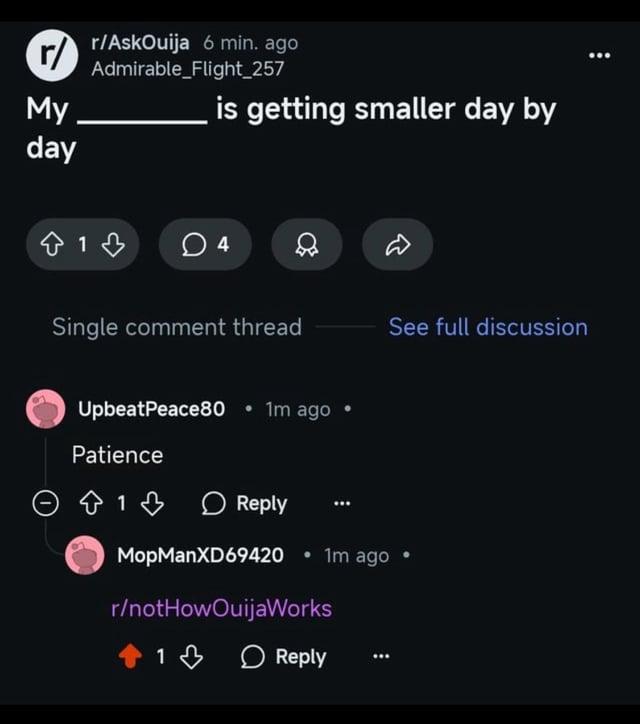 r/ r/AskOuija 6 min. ago
Admirable_Flight_257
My ________ is getting smaller day by
day
1 4
Single comment thread See full discussion
UpbeatPeace80 • 1m ago •
Patience
1 Reply
MopManXD69420 • 1m ago •
r/notHowOuijaWorks
1 Reply